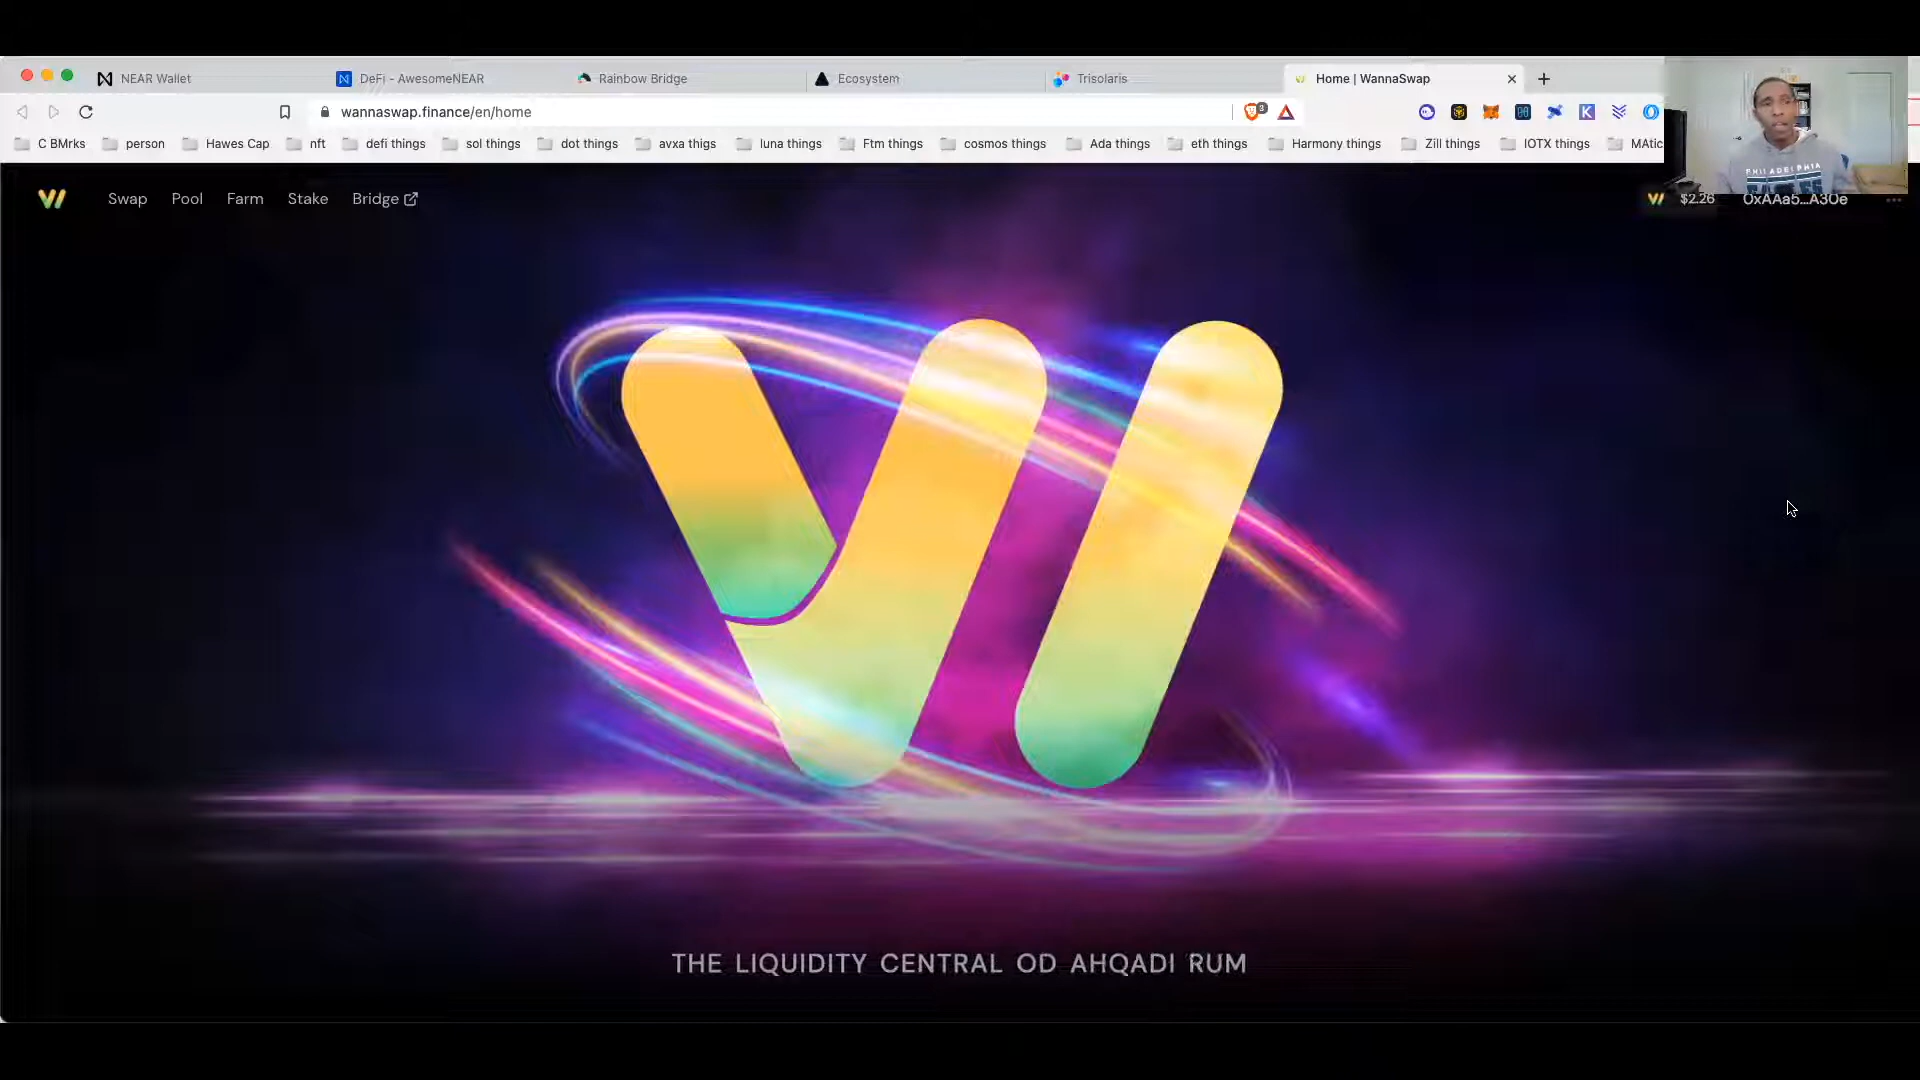 NEAR Wallet
DeFi - AwesomeNEAR
Rainbow Bridge
Ecosystem
Trisolaris
Home | WannaSwap
wannaswap.finance/en/home
3
C BMrks person Hawes Cap nft defi things sol things dot things avxa thigs luna things Ftm things cosmos things Ada things eth things Harmony things Zill things IOTX things MAtic
PHILADELPHIA
Swap Pool Farm Stake Bridge
$2.26 0xAAa5...A30e
THE LIQUIDITY CENTRAL OD AHQADI RUM